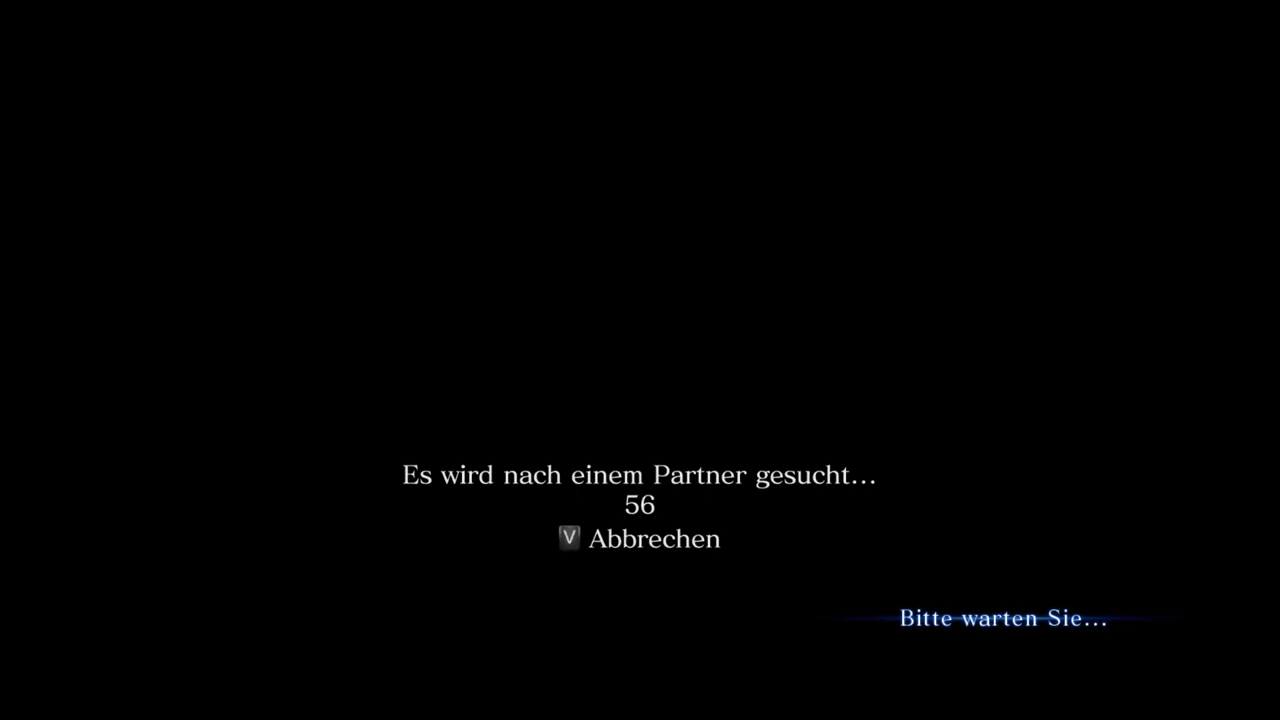 Es wird nach einem Partner gesucht...
56
V Abbrechen
Bitte warten Sie...